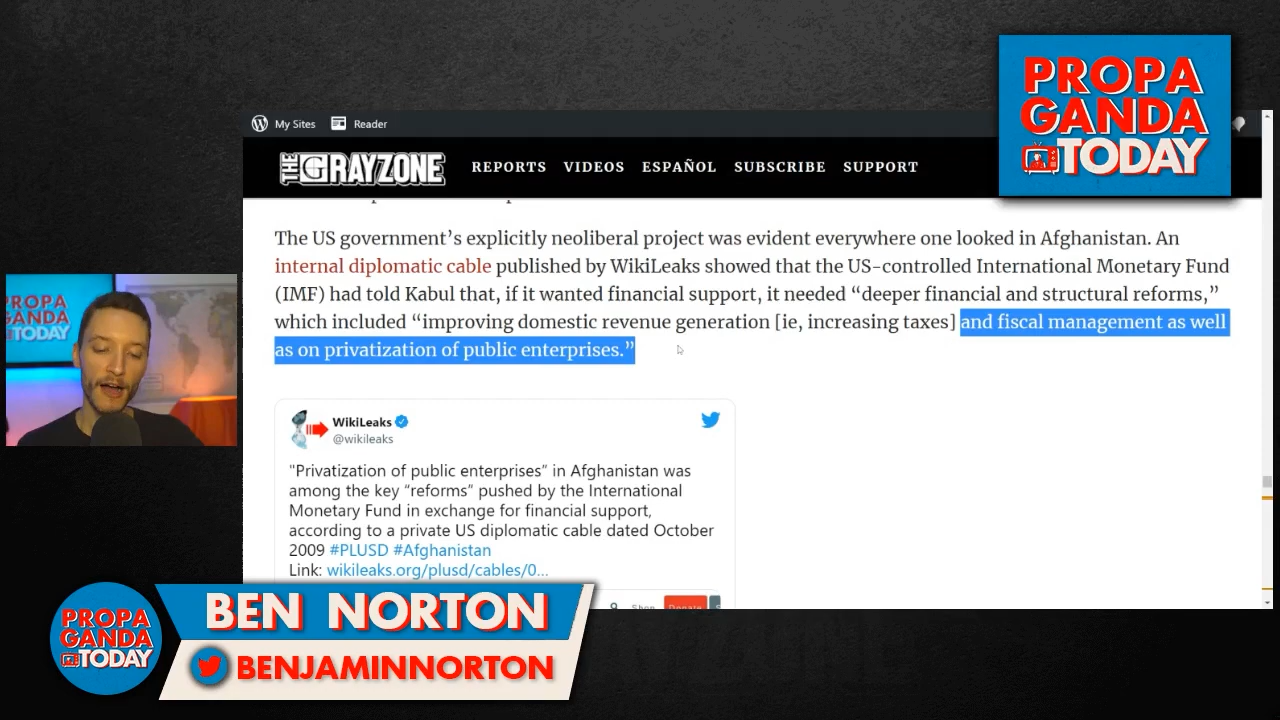 PROPA
GANDA
TODAY
My Sites
Reader
THE GRAYZONE
REPORTS
VIDEOS
ESPAÑOL
SUBSCRIBE
SUPPORT
The US government’s explicitly neoliberal project was evident everywhere one looked in Afghanistan. An
internal diplomatic cable published by WikiLeaks showed that the US-controlled International Monetary Fund
(IMF) had told Kabul that, if it wanted financial support, it needed “deeper financial and structural reforms,”
which included “improving domestic revenue generation [ie, increasing taxes] and fiscal management as well
as on privatization of public enterprises.”
WikiLeaks
@wikileaks
"Privatization of public enterprises” in Afghanistan was
among the key “reforms” pushed by the International
Monetary Fund in exchange for financial support,
according to a private US diplomatic cable dated October
2009 #PLUSD #Afghanistan
Link: wikileaks.org/plusd/cables/0...
Shop
Donate
PROPA
GANDA
TODAY
PROPA
GANDA
TODAY
BEN NORTON
BENJAMINNORTON